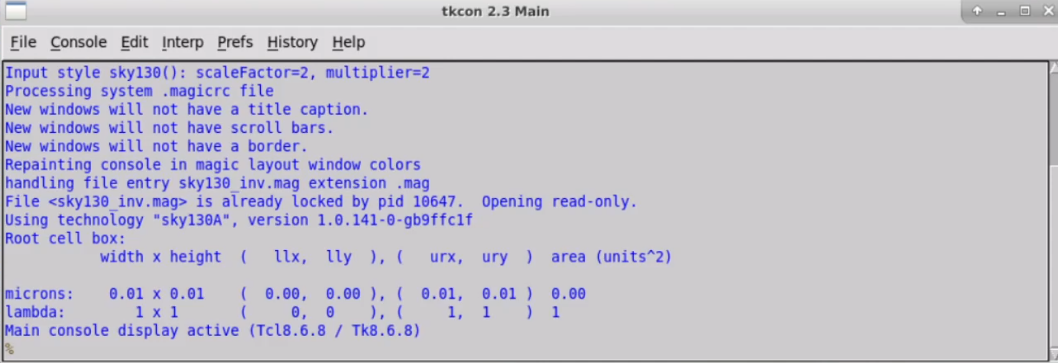 tkcon 2.3 Main
File Console Edit Interp Prefs History Help
Input style sky130(): scaleFactor=2, multiplier=2
Processing system .magicrc file
New windows will not have a title caption.
New windows will not have scroll bars.
New windows will not have a border.
Repainting console in magic layout window colors
handling file entry sky130_inv.mag extension .mag
File <sky130_inv.mag> is already locked by pid 10647.  Opening read-only.
Using technology "sky130A", version 1.0.141-0-gb9ffc1f
Root cell box:
width x height  (   llx,  lly  ), (   urx,  ury  )  area (units^2)
microns:    0.01 x 0.01    (  0.00,  0.00 ), (  0.01,  0.01 )  0.00
lambda:        1 x 1       (     0,  0    ), (     1,  1    )  1
Main console display active (Tcl8.6.8 / Tk8.6.8)
%